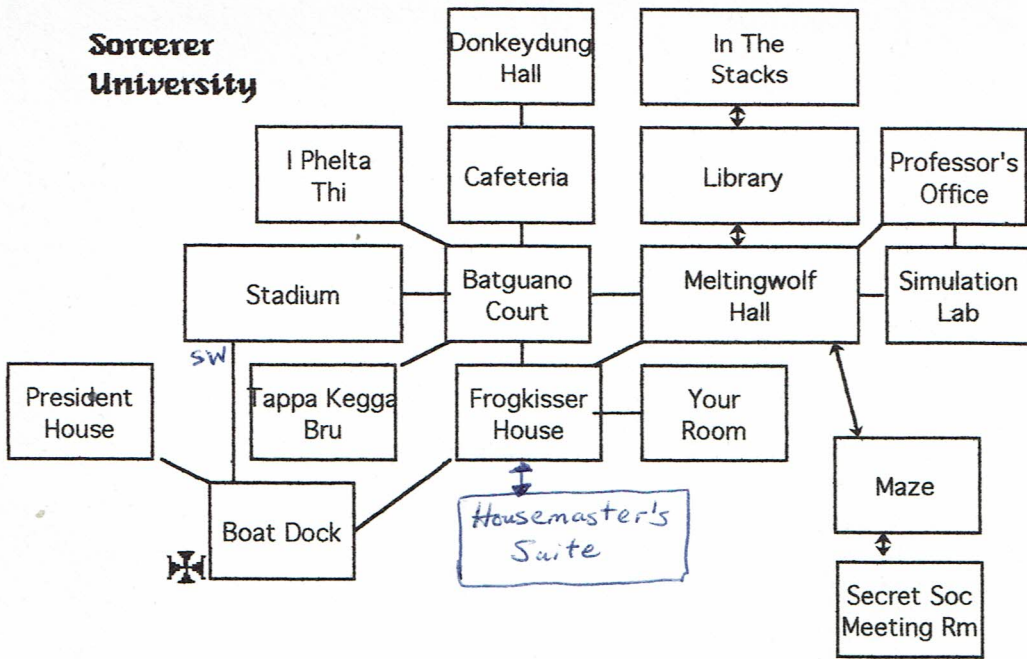 Sorcerer
University
Donkeydung
Hall
In The
Stacks
I Phelta
Thi
Cafeteria
Library
Professor's
Office
Stadium
Batguano
Court
Meltingwolf
Hall
Simulation
Lab
SW
President
House
Tappa Kegga
Bru
Frogkisser
House
Your
Room
Maze
Boat Dock
Housemaster's
Suite
Secret Soc
Meeting Rm